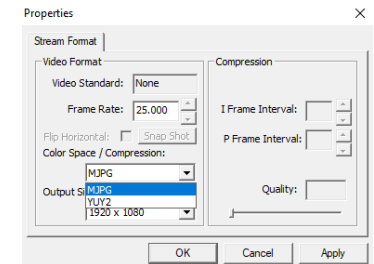 Properties
Stream Format
Video Format
Video Standard: None
Frame Rate: 25.000
Flip Horizontal: Snap Shot
Color Space / Compression:
MJPG
MJPG
YUY2
Output Si
1920 x 1080
Compression
I Frame Interval:
P Frame Interval:
Quality:
OK Cancel Apply